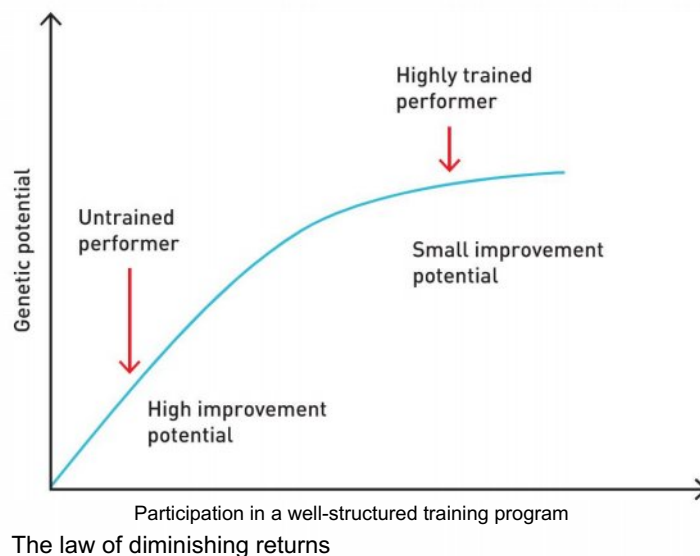 Highly trained
performer
Untrained
performer
Genetic potential
Small improvement
potential
High improvement
potential
Participation in a well-structured training program
The law of diminishing returns